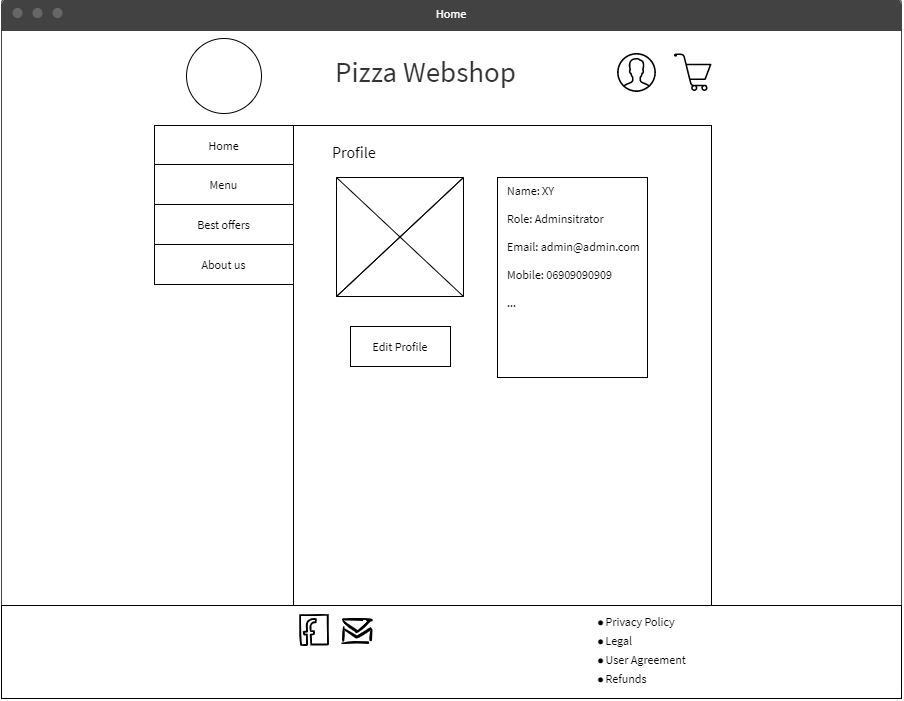 Home
Pizza Webshop
Home
Menu
Best offers
About us
Profile
Name: XY
Role: Adminsitrator
Email: admin@admin.com
Mobile: 06909090909
...
Edit Profile
f
● Privacy Policy
● Legal
● User Agreement
● Refunds